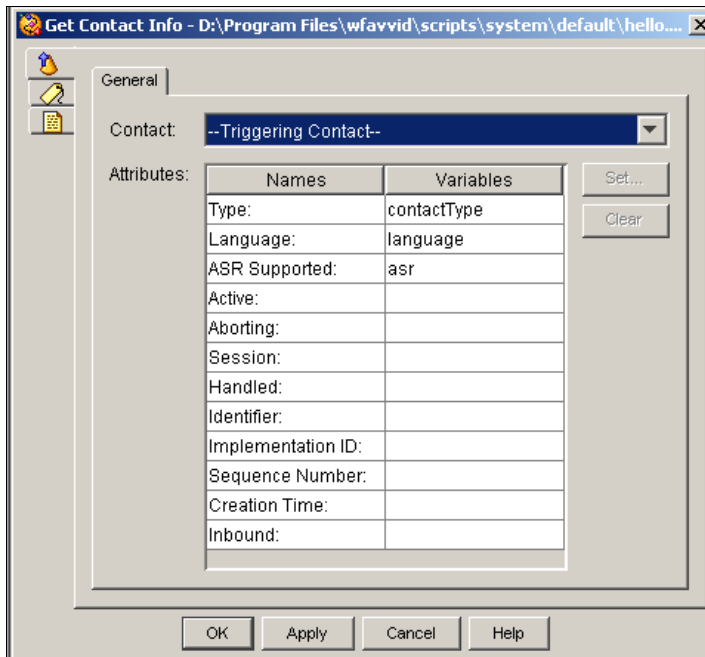 Get Contact Info - D:\Program Files\wfavvid\scripts\system\default\hello....
General
Contact: --Triggering Contact--
Attributes: Names Variables Set...
Type: contactType Clear
Language: language
ASR Supported: asr
Active:
Aborting:
Session:
Handled:
Identifier:
Implementation ID:
Sequence Number:
Creation Time:
Inbound:
OK Apply Cancel Help